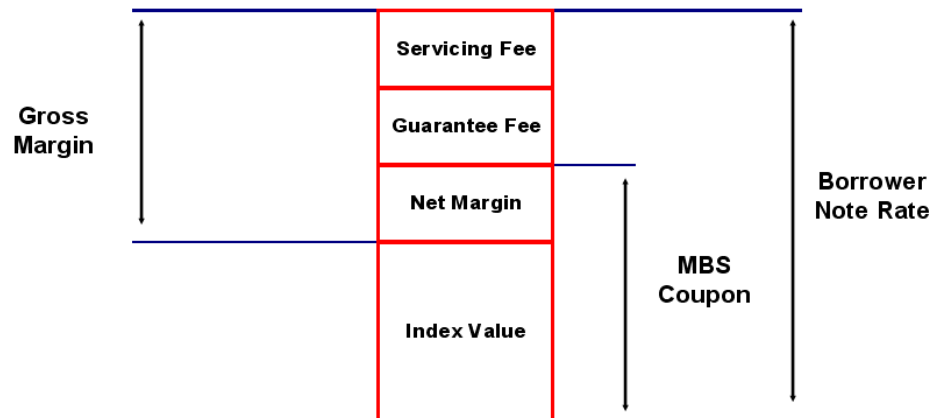 Servicing Fee
Gross
Margin
Guarantee Fee
Net Margin
Borrower
Note Rate
MBS
Coupon
Index Value